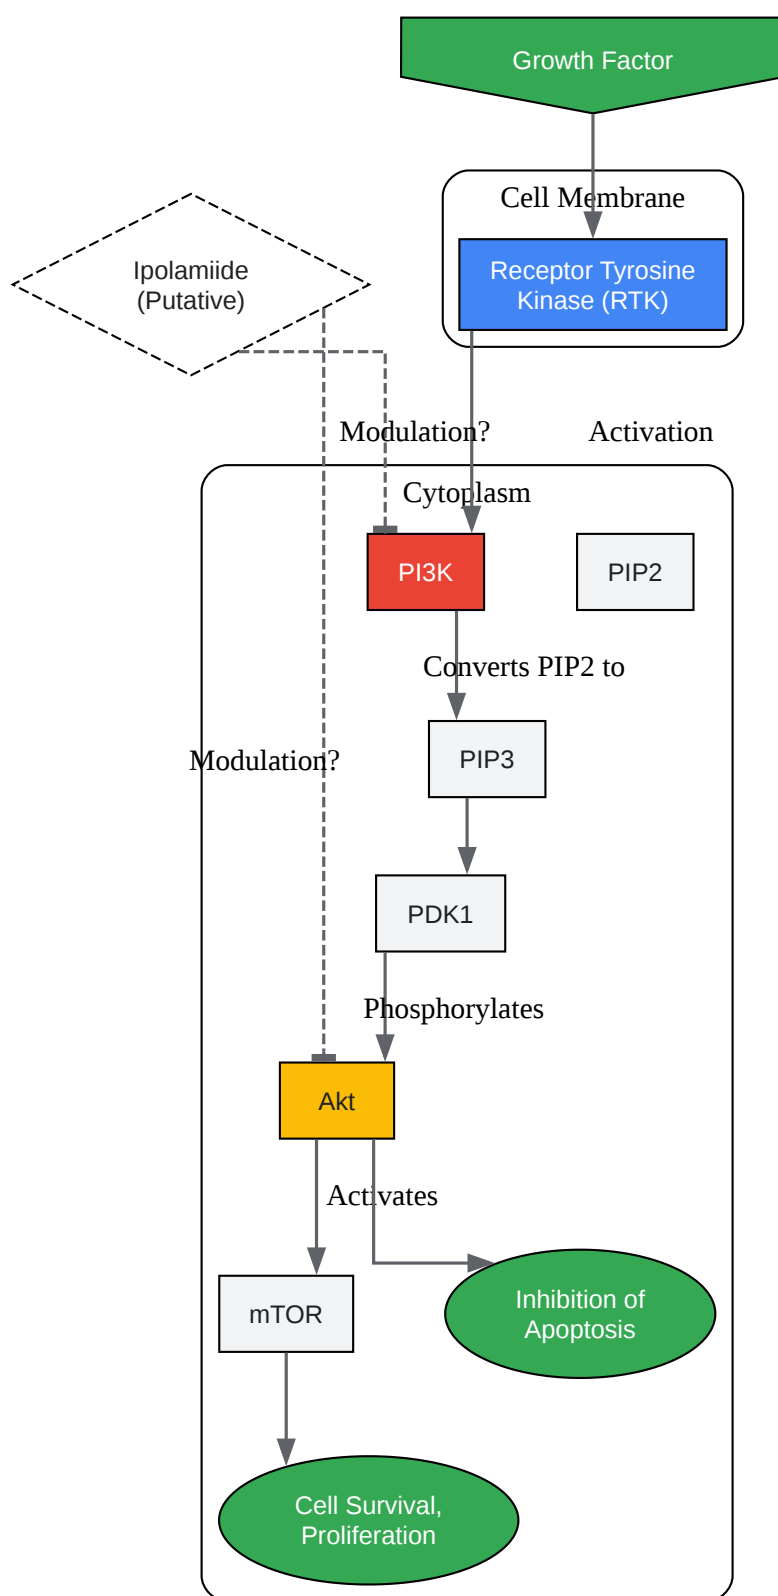 Growth Factor
Cell Membrane
Ipolamiide
(Putative)
Receptor Tyrosine
Kinase (RTK)
Modulation?
Activation
Cytoplasm
PI3K
PIP2
Converts PIP2 to
Modulation?
PIP3
PDK1
Phosphorylates
Akt
Activates
mTOR
Inhibition of
Apoptosis
Cell Survival,
Proliferation